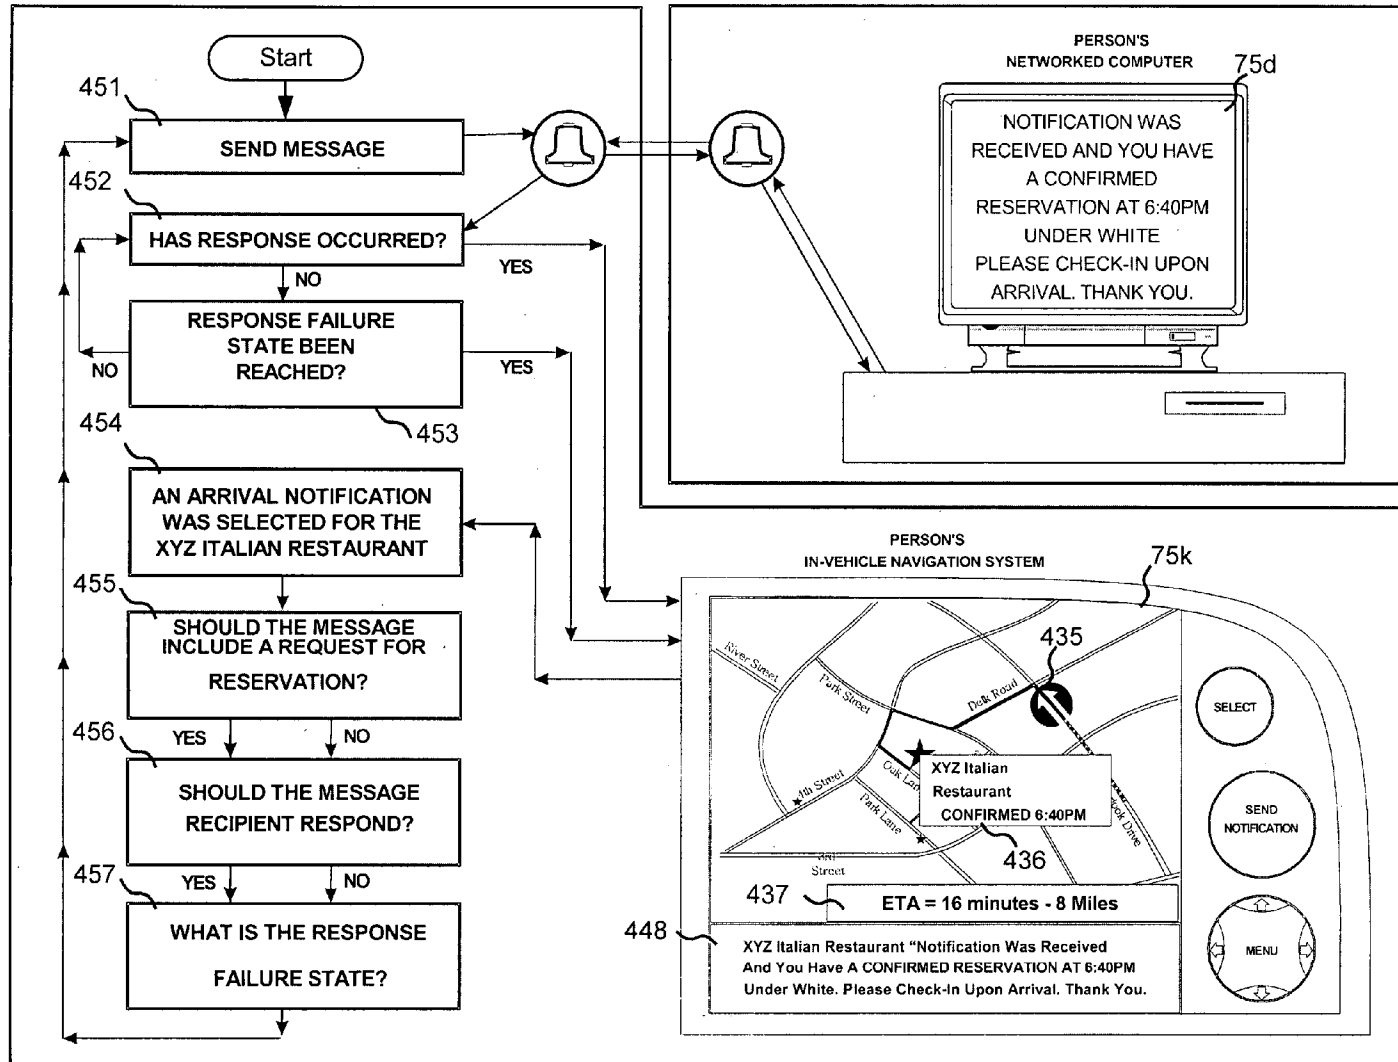 Start
451
SEND MESSAGE
452
HAS RESPONSE OCCURRED?
YES
NO
RESPONSE FAILURE
STATE BEEN
REACHED?
NO
YES
453
454
AN ARRIVAL NOTIFICATION
WAS SELECTED FOR THE
XYZ ITALIAN RESTAURANT
455
SHOULD THE MESSAGE
INCLUDE A REQUEST FOR
RESERVATION?
YES
NO
456
SHOULD THE MESSAGE
RECIPIENT RESPOND?
YES
NO
457
WHAT IS THE RESPONSE
FAILURE STATE?
PERSON'S
NETWORKED COMPUTER
75d
NOTIFICATION WAS
RECEIVED AND YOU HAVE
A CONFIRMED
RESERVATION AT 6:40PM
UNDER WHITE
PLEASE CHECK-IN UPON
ARRIVAL. THANK YOU.
PERSON'S
IN-VEHICLE NAVIGATION SYSTEM
75k
435
River Street
Park Street
Delk Road
4th Street
Oak Lan
Park Lane
Drive
Street
XYZ Italian
Restaurant
CONFIRMED 6:40PM
436
437
ETA = 16 minutes - 8 Miles
448
XYZ Italian Restaurant “Notification Was Received
And You Have A CONFIRMED RESERVATION AT 6:40PM
Under White. Please Check-In Upon Arrival. Thank You.
SELECT
SEND
NOTIFICATION
MENU